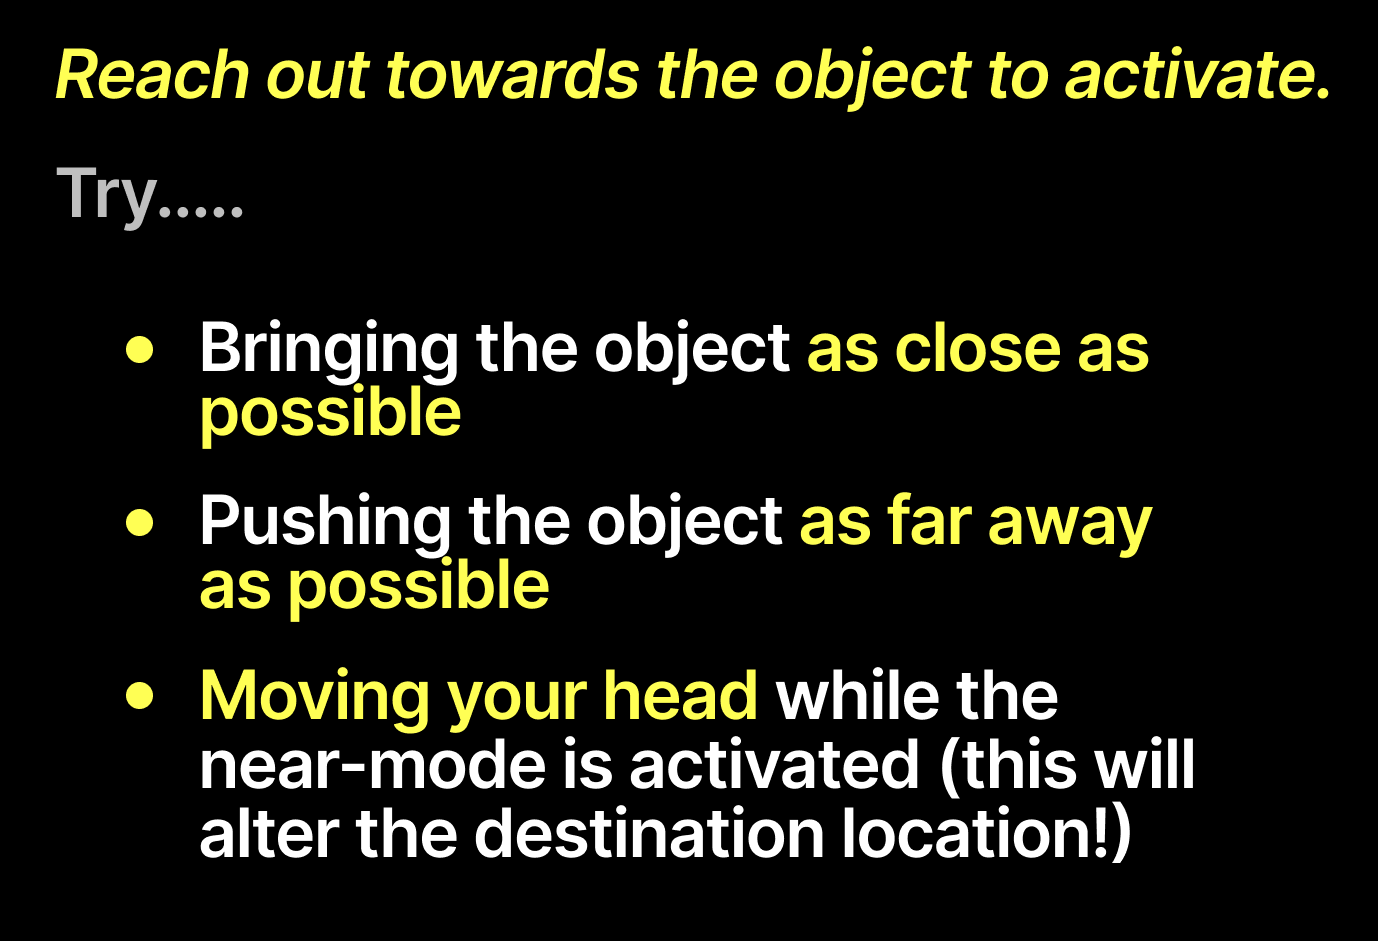 Reach out towards the object to activate.
Try.....
• Bringing the object as close as
possible
• Pushing the object as far away
as possible
• Moving your head while the
near-mode is activated (this will
alter the destination location!)